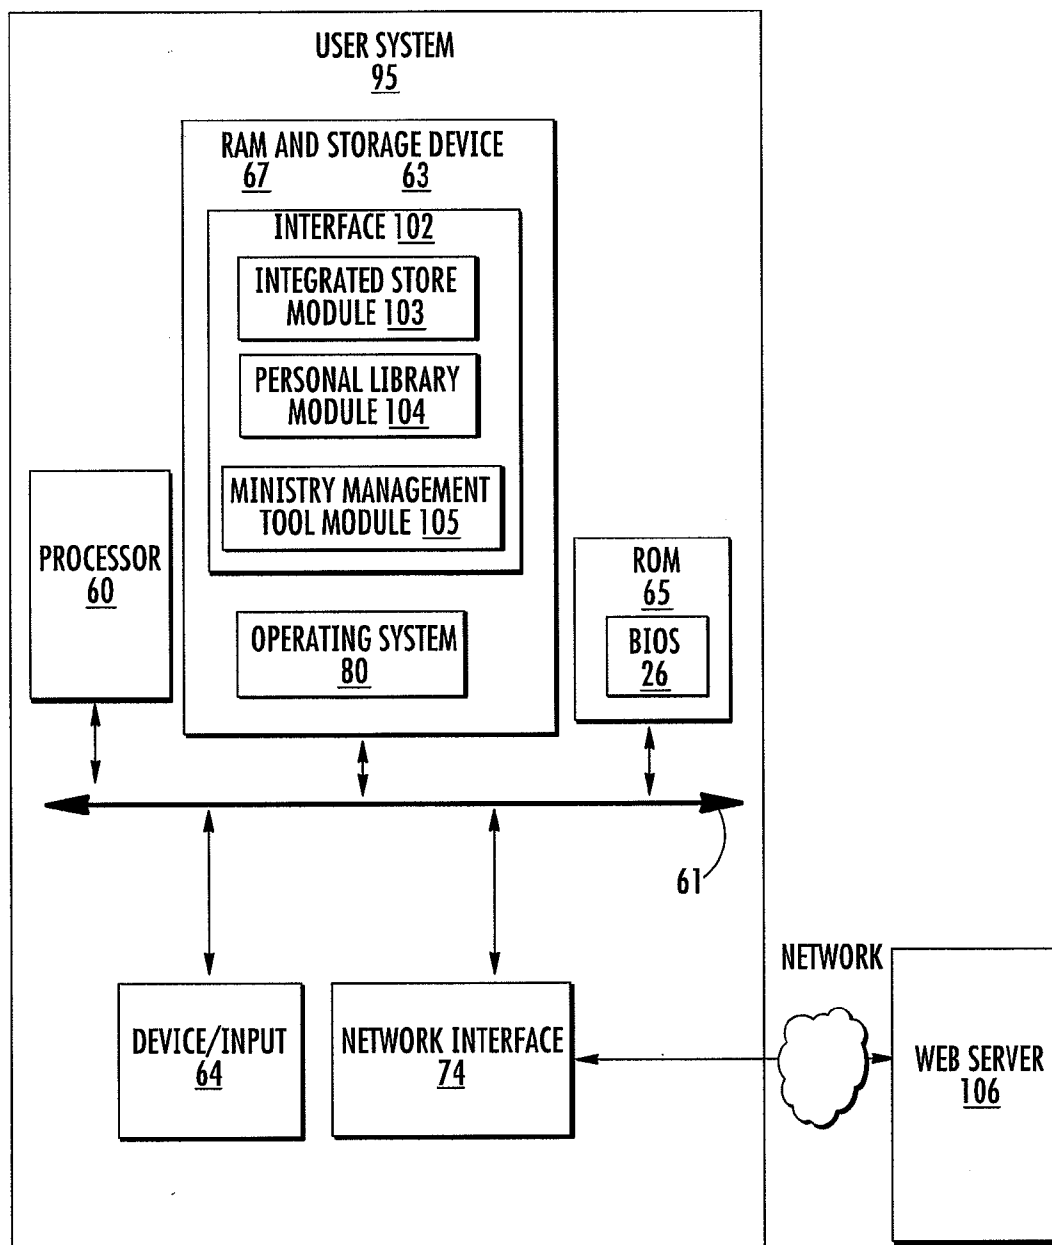 USER SYSTEM
95
RAM AND STORAGE DEVICE
67 63
INTERFACE 102
INTEGRATED STORE
MODULE 103
PERSONAL LIBRARY
MODULE 104
MINISTRY MANAGEMENT
TOOL MODULE 105
OPERATING SYSTEM
80
PROCESSOR
60
ROM
65
BIOS
26
61
DEVICE/INPUT
64
NETWORK INTERFACE
74
NETWORK
WEB SERVER
106